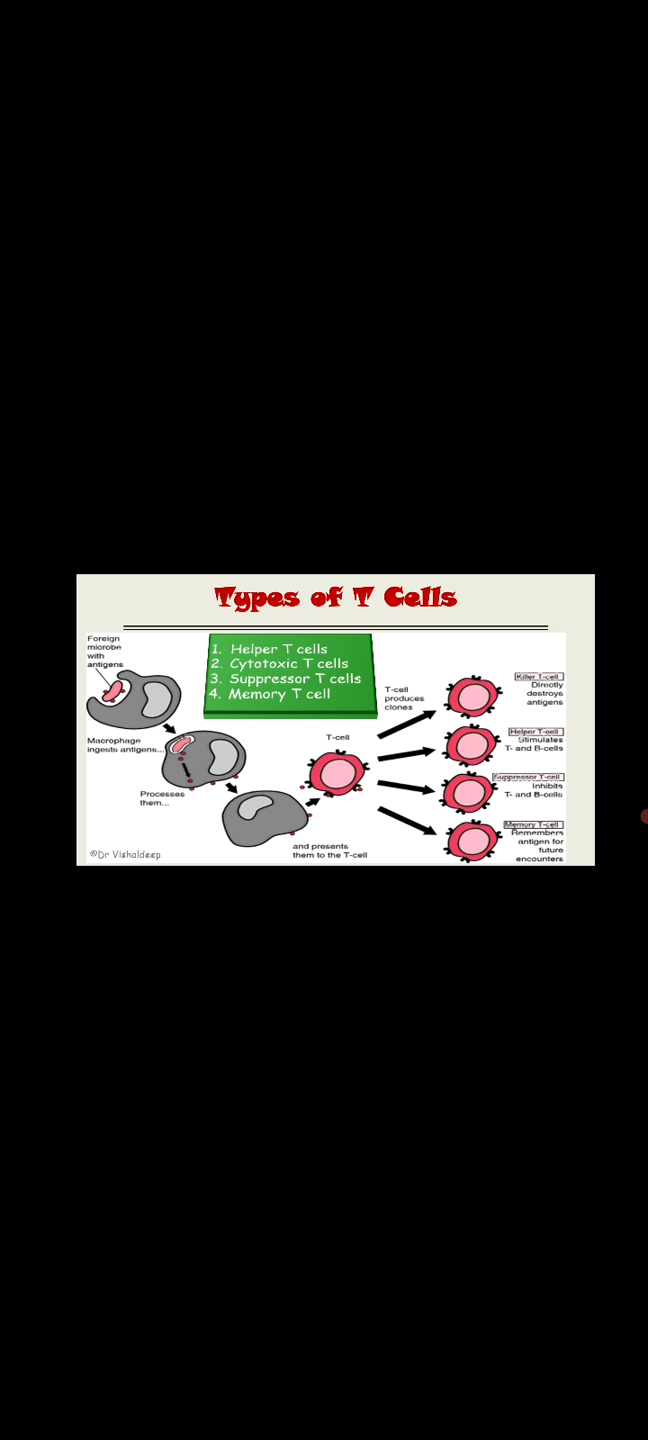 Types of T Cells
Foreign
microbe
with
antigens
1. Helper T cells
2. Cytotoxic T cells
3. Suppressor T cells
4. Memory T cell
Macrophage
ingests antigens...
Processes
them...
and presents
them to the T-cell
T-cell
T-cell
produces
clones
Killer T-cell
Directly
destroys
antigens
Helper T-cell
Stimulates
T- and B-cells
Suppressor T-cell
Inhibits
T- and B-cells
Memory T-cell
Remembers
antigen for
future
encounters
©Dr Vishaldeep